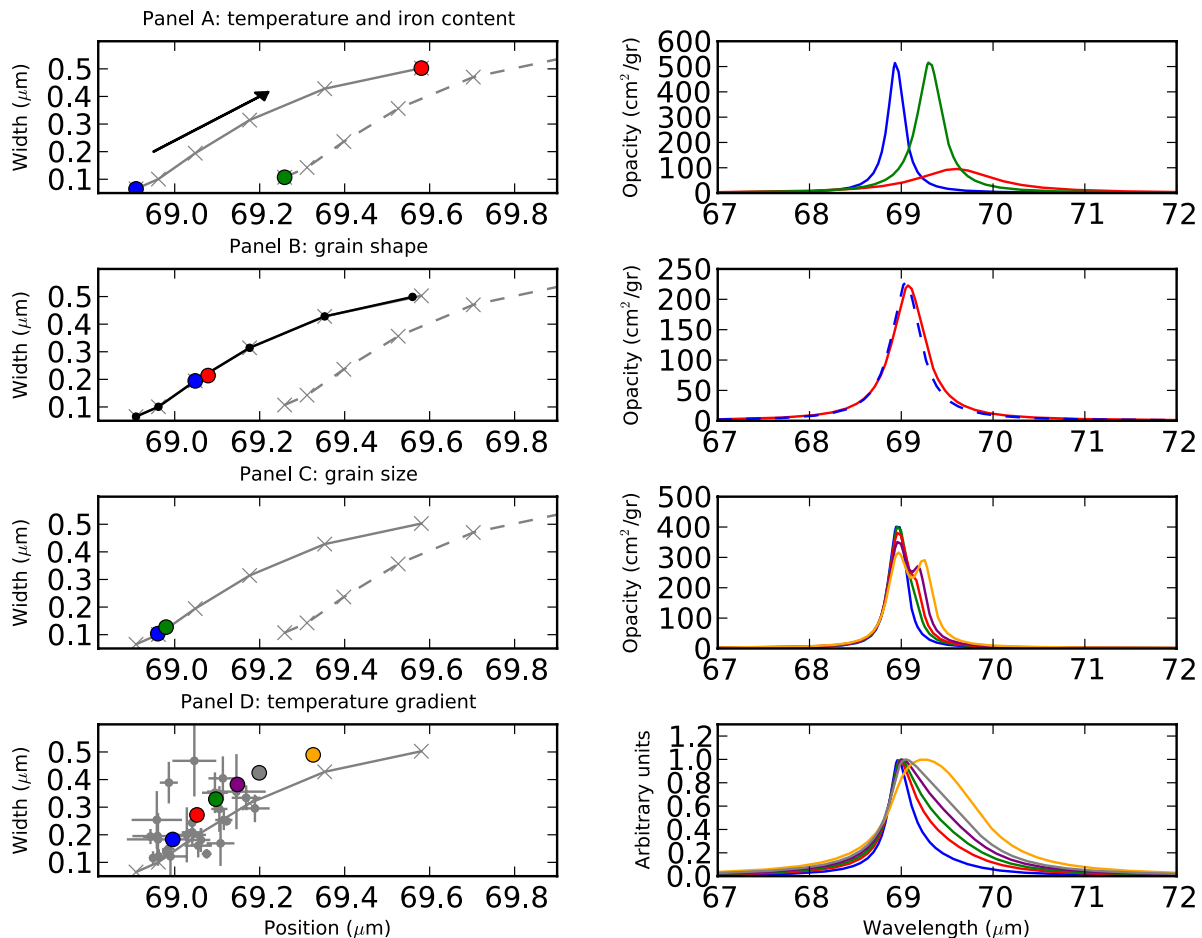 Panel A: temperature and iron content
Width (μm)
0.5
0.4
0.3
0.2
0.1
69.0 69.2 69.4 69.6 69.8
Opacity (cm²/gr)
600
500
400
300
200
100
0
67 68 69 70 71 72
Panel B: grain shape
Width (μm)
0.5
0.4
0.3
0.2
0.1
69.0 69.2 69.4 69.6 69.8
Opacity (cm²/gr)
250
200
150
100
50
0
67 68 69 70 71 72
Panel C: grain size
Width (μm)
0.5
0.4
0.3
0.2
0.1
69.0 69.2 69.4 69.6 69.8
Opacity (cm²/gr)
500
400
300
200
100
0
67 68 69 70 71 72
Panel D: temperature gradient
Width (μm)
0.5
0.4
0.3
0.2
0.1
69.0 69.2 69.4 69.6 69.8
Position (μm)
Arbitrary units
1.2
1.0
0.8
0.6
0.4
0.2
0.0
67 68 69 70 71 72
Wavelength (μm)